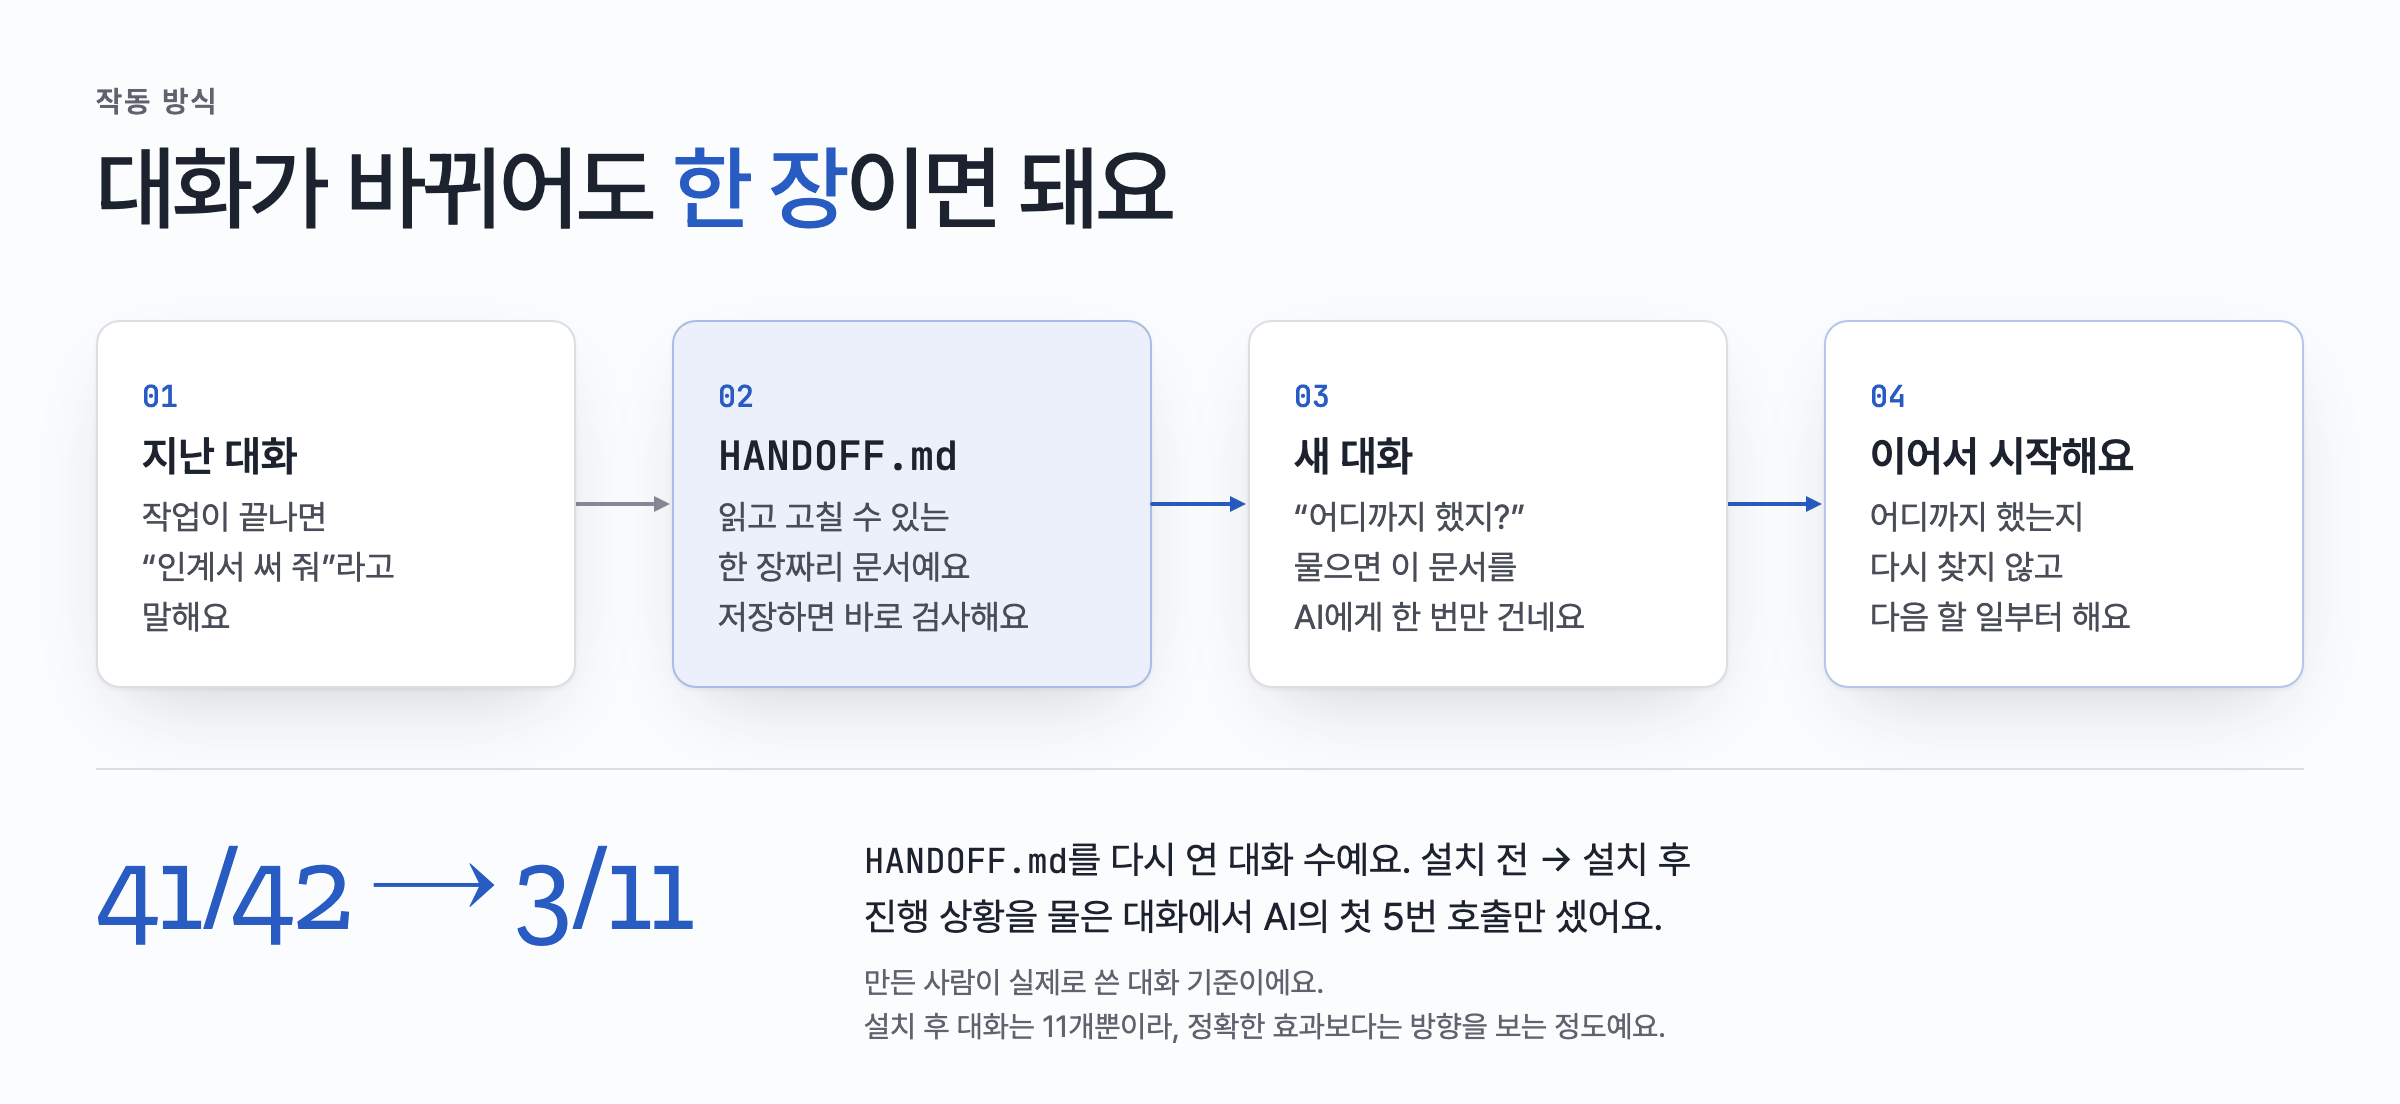 작동 방식
대화가 바뀌어도 한 장이면 돼요
01
지난 대화
작업이 끝나면
“인계서 써 줘”라고
말해요
02
HANDOFF.md
읽고 고칠 수 있는
한 장짜리 문서예요
저장하면 바로 검사해요
03
새 대화
“어디까지 했지?”
물으면 이 문서를
AI에게 한 번만 건네요
04
이어서 시작해요
어디까지 했는지
다시 찾지 않고
다음 할 일부터 해요
41/42 → 3/11
HANDOFF.md를 다시 연 대화 수예요. 설치 전 → 설치 후
진행 상황을 물은 대화에서 AI의 첫 5번 호출만 셌어요.
만든 사람이 실제로 쓴 대화 기준이에요.
설치 후 대화는 11개뿐이라, 정확한 효과보다는 방향을 보는 정도예요.